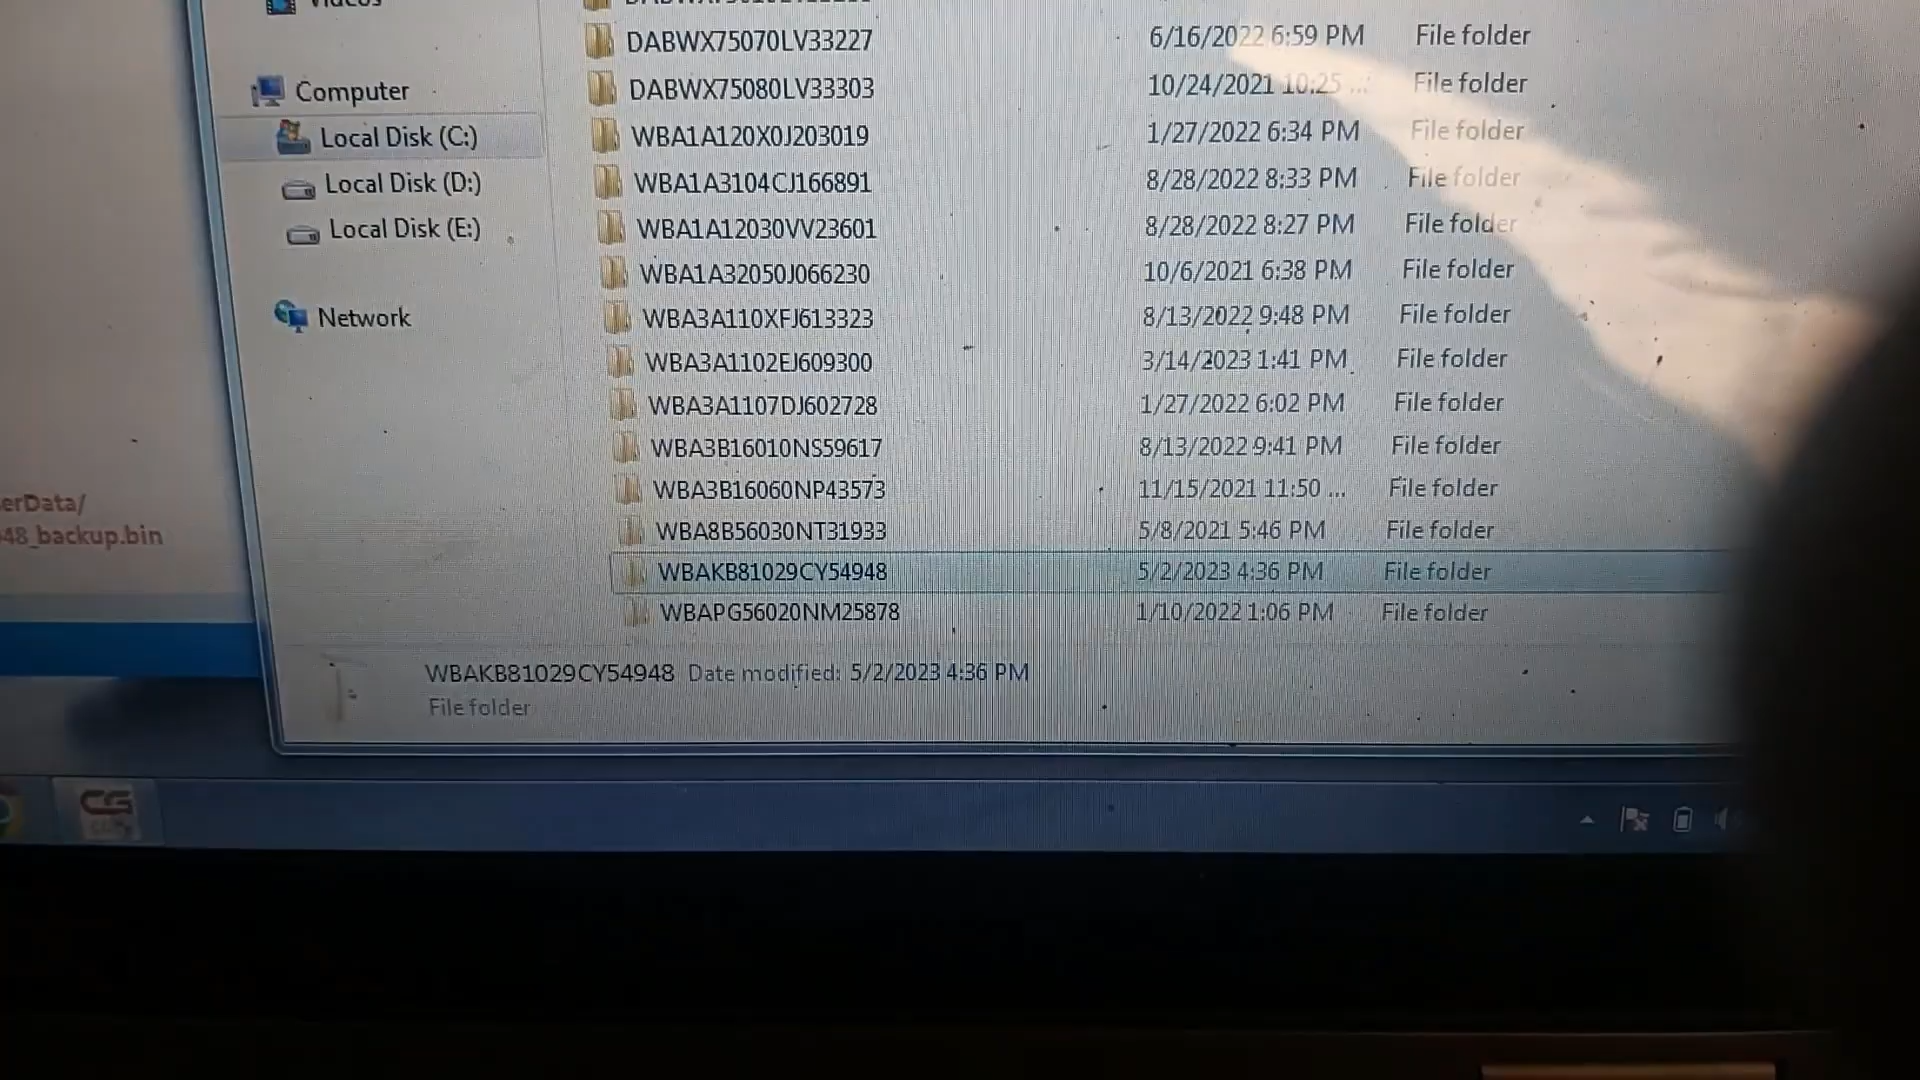 Videos
Computer
Local Disk (C:)
Local Disk (D:)
Local Disk (E:)
Network
DABWX75070LV33227 6/16/2022 6:59 PM File folder
DABWX75080LV33303 10/24/2021 10:25 ... File folder
WBA1A120X0J203019 1/27/2022 6:34 PM File folder
WBA1A3104CJ166891 8/28/2022 8:33 PM File folder
WBA1A12030VV23601 8/28/2022 8:27 PM File folder
WBA1A32050J066230 10/6/2021 6:38 PM File folder
WBA3A110XFJ613323 8/13/2022 9:48 PM File folder
WBA3A1102EJ609300 3/14/2023 1:41 PM File folder
WBA3A1107DJ602728 1/27/2022 6:02 PM File folder
WBA3B16010NS59617 8/13/2022 9:41 PM File folder
WBA3B16060NP43573 11/15/2021 11:50 ... File folder
WBA8B56030NT31933 5/8/2021 5:46 PM File folder
WBAKB81029CY54948 5/2/2023 4:36 PM File folder
WBAPG56020NM25878 1/10/2022 1:06 PM File folder
erData/
48_backup.bin
WBAKB81029CY54948 Date modified: 5/2/2023 4:36 PM
File folder
CG